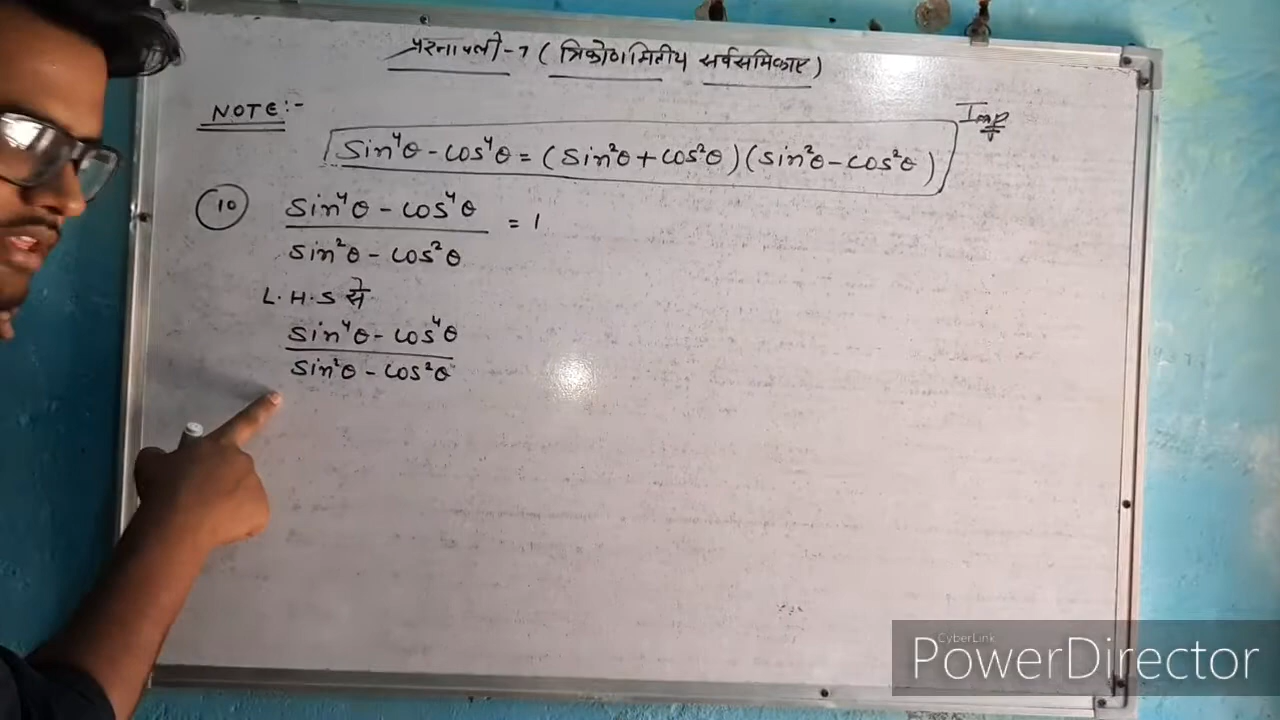 प्रश्नावली-7 (त्रिकोणमितीय सर्वसमिकाए)
NOTE:-
Imp
Sin⁴θ - cos⁴θ = (Sin²θ + cos²θ) (sin²θ - cos²θ)
10 Sin⁴θ - cos⁴θ / Sin²θ - cos²θ = 1
L.H.S से
Sin⁴θ - cos⁴θ
Sin²θ - cos²θ
CyberLink
PowerDirector